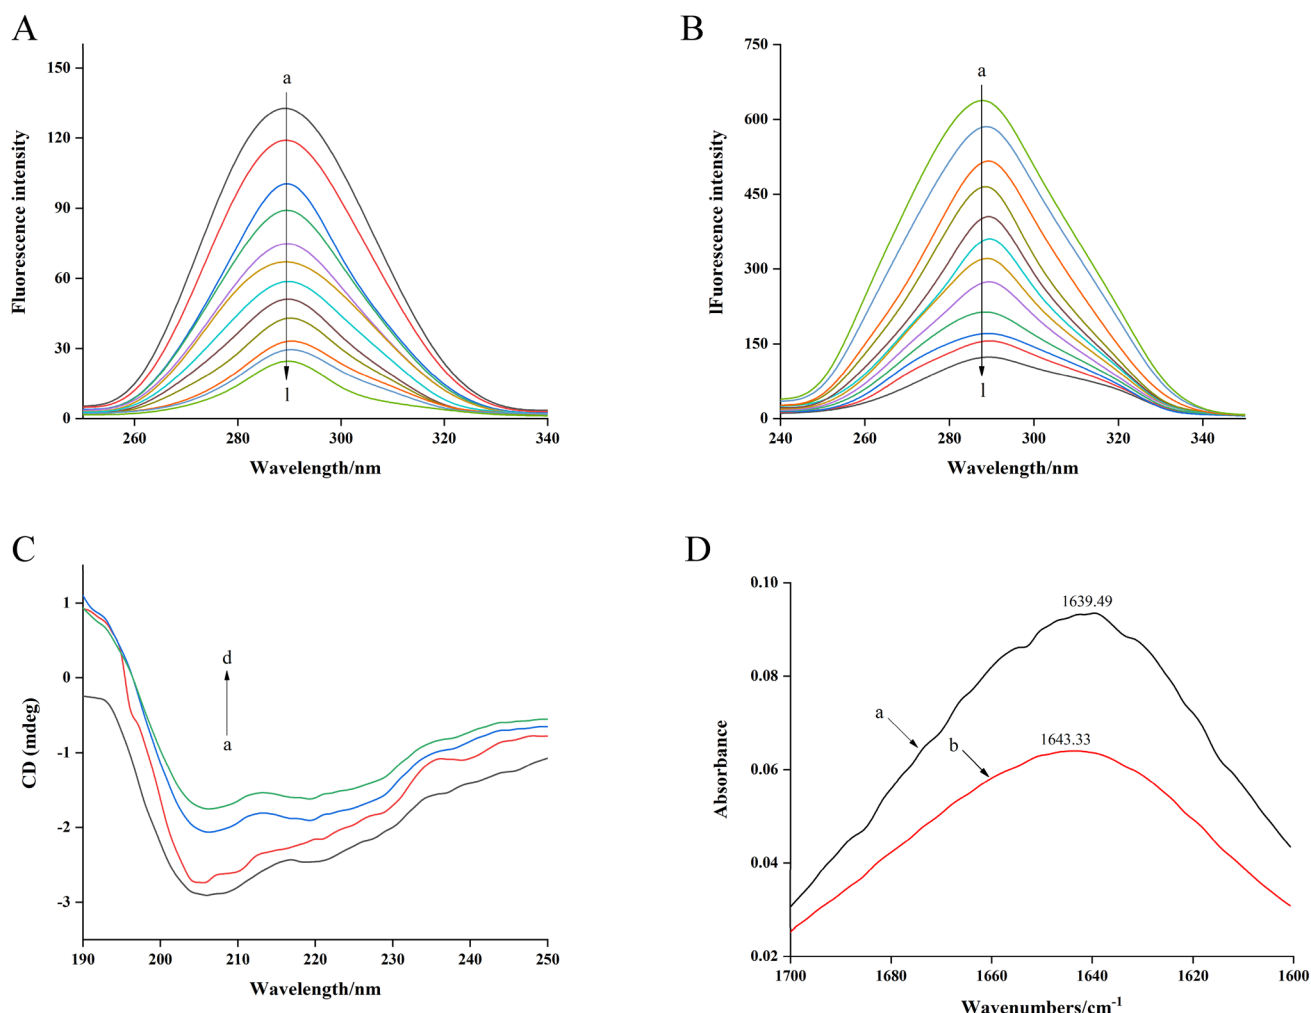 A
Fluorescence intensity
150
120
90
60
30
0
a
l
260
280
300
320
340
Wavelength/nm
B
lFuorescence intensity
750
600
450
300
150
0
a
l
240
260
280
300
320
340
Wavelength/nm
C
CD (mdeg)
1
0
-1
-2
-3
d
a
190
200
210
220
230
240
250
Wavelength/nm
D
Absorbance
0.10
0.08
0.06
0.04
0.02
1639.49
a
b
1643.33
1700
1680
1660
1640
1620
1600
Wavenumbers/cm⁻¹